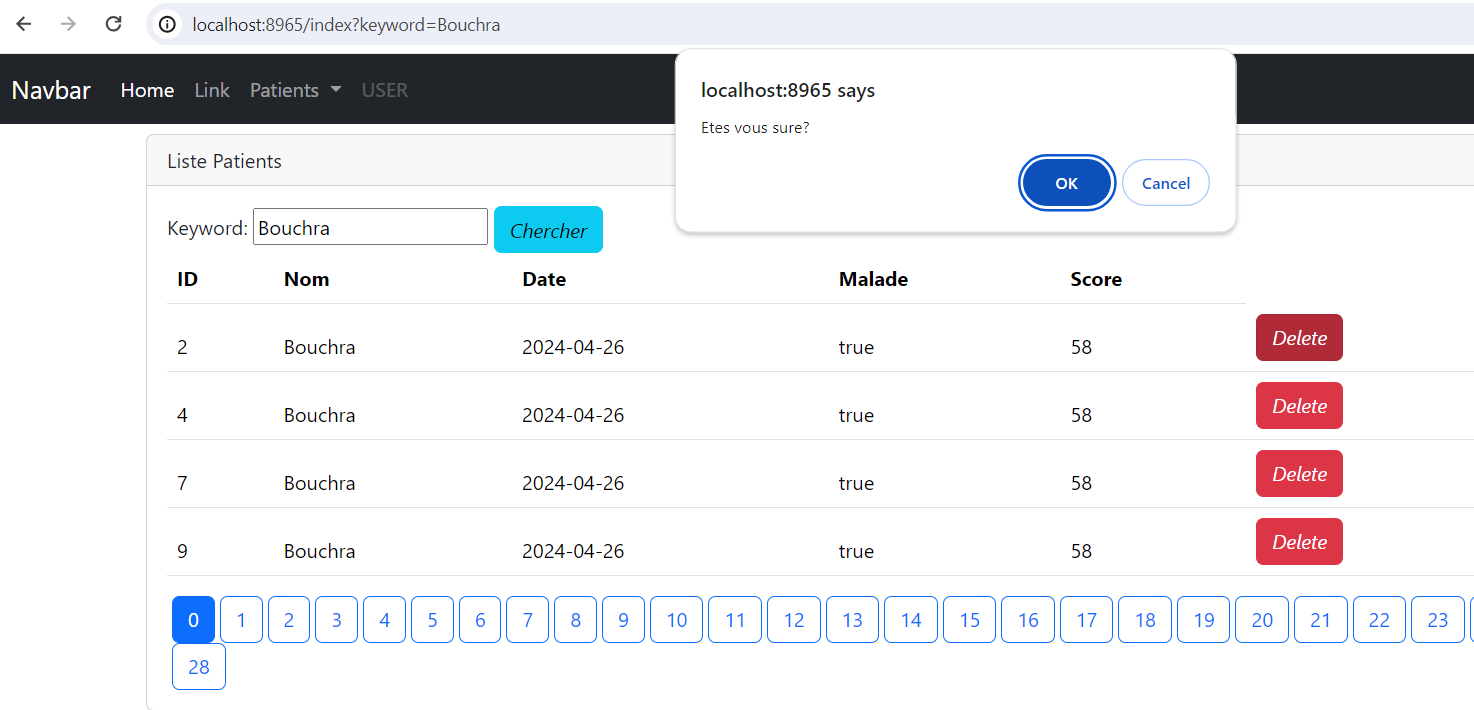 localhost:8965/index?keyword=Bouchra
Navbar Home Link Patients USER
localhost:8965 says
Etes vous sure?
OK Cancel
Liste Patients
Keyword: Bouchra Chercher
ID Nom Date Malade Score
2 Bouchra 2024-04-26 true 58 Delete
4 Bouchra 2024-04-26 true 58 Delete
7 Bouchra 2024-04-26 true 58 Delete
9 Bouchra 2024-04-26 true 58 Delete
0 1 2 3 4 5 6 7 8 9 10 11 12 13 14 15 16 17 18 19 20 21 22 23
28